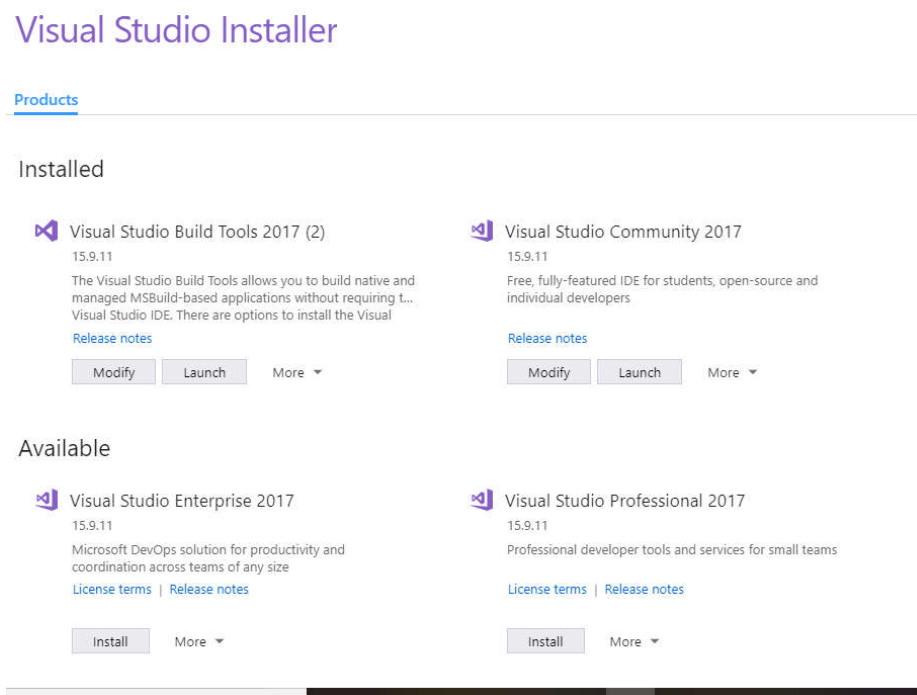 Visual Studio Installer
Products
Installed
Visual Studio Build Tools 2017 (2)
15.9.11
The Visual Studio Build Tools allows you to build native and
managed MSBuild-based applications without requiring t...
Visual Studio IDE. There are options to install the Visual
Release notes
Modify Launch More
Visual Studio Community 2017
15.9.11
Free, fully-featured IDE for students, open-source and
individual developers
Release notes
Modify Launch More
Available
Visual Studio Enterprise 2017
15.9.11
Microsoft DevOps solution for productivity and
coordination across teams of any size
License terms | Release notes
Install More
Visual Studio Professional 2017
15.9.11
Professional developer tools and services for small teams
License terms | Release notes
Install More